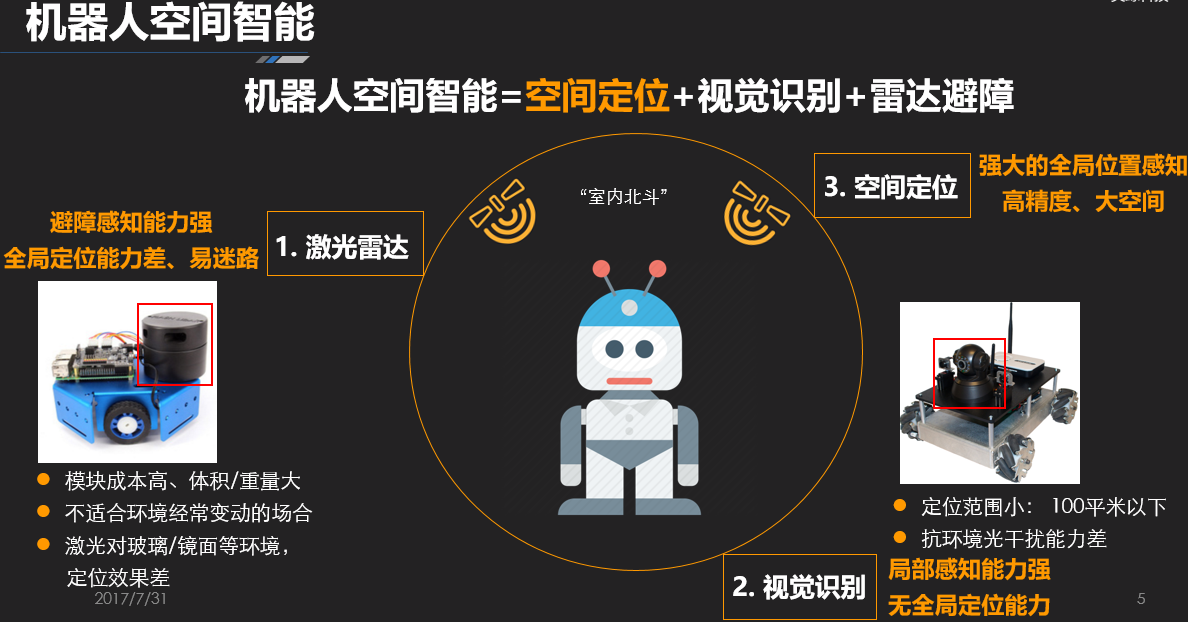 机器人空间智能
机器人空间智能=空间定位+视觉识别+雷达避障
避障感知能力强
全局定位能力差、易迷路
1. 激光雷达
“室内北斗”
3. 空间定位
强大的全局位置感知
高精度、大空间
模块成本高、体积/重量大
不适合环境经常变动的场合
激光对玻璃/镜面等环境，
定位效果差
定位范围小： 100平米以下
抗环境光干扰能力差
2. 视觉识别
局部感知能力强
无全局定位能力
2017/7/31
5